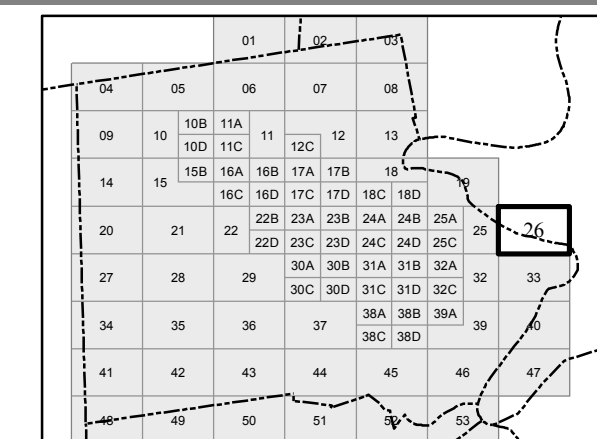 01 02 03
04 05 06 07 08
10B 11A
09 10 11 12 13
10D 11C 12C
15B 16A 16B 17A 17B 18
14 15 19
16C 16D 17C 17D 18C 18D
22B 23A 23B 24A 24B 25A
20 21 22 25 26
22D 23C 23D 24C 24D 25C
30A 30B 31A 31B 32A
27 28 29 32 33
30C 30D 31C 31D 32C
38A 38B 39A
34 35 36 37 39 40
38C 38D
41 42 43 44 45 46 47
48 49 50 51 52 53